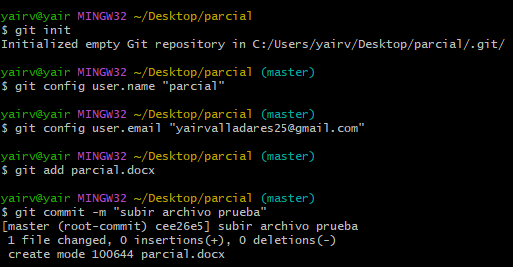 yairv@yair MINGW32 ~/Desktop/parcial
$ git init
Initialized empty Git repository in C:/Users/yairv/Desktop/parcial/.git/
yairv@yair MINGW32 ~/Desktop/parcial (master)
$ git config user.name "parcial"
yairv@yair MINGW32 ~/Desktop/parcial (master)
$ git config user.email "yairvalladares25@gmail.com"
yairv@yair MINGW32 ~/Desktop/parcial (master)
$ git add parcial.docx
yairv@yair MINGW32 ~/Desktop/parcial (master)
$ git commit -m "subir archivo prueba"
[master (root-commit) cee26e5] subir archivo prueba
1 file changed, 0 insertions(+), 0 deletions(-)
create mode 100644 parcial.docx